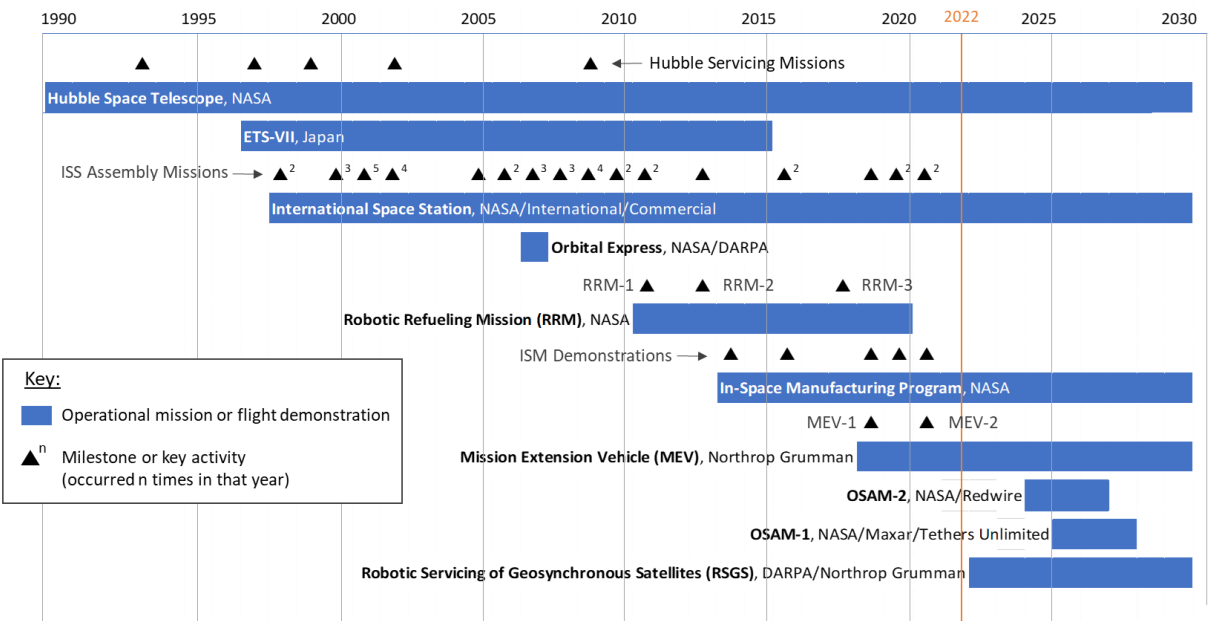 1990 1995 2000 2005 2010 2015 2020 2022 2025 2030
Hubble Servicing Missions
Hubble Space Telescope, NASA
ETS-VII, Japan
ISS Assembly Missions 2 3 5 4 2 3 3 4 2 2 2 2 2
International Space Station, NASA/International/Commercial
Orbital Express, NASA/DARPA
RRM-1 RRM-2 RRM-3
Robotic Refueling Mission (RRM), NASA
ISM Demonstrations
Key:
In-Space Manufacturing Program, NASA
Operational mission or flight demonstration
MEV-1 MEV-2
n
Milestone or key activity
(occurred n times in that year)
Mission Extension Vehicle (MEV), Northrop Grumman
OSAM-2, NASA/Redwire
OSAM-1, NASA/Maxar/Tethers Unlimited
Robotic Servicing of Geosynchronous Satellites (RSGS), DARPA/Northrop Grumman